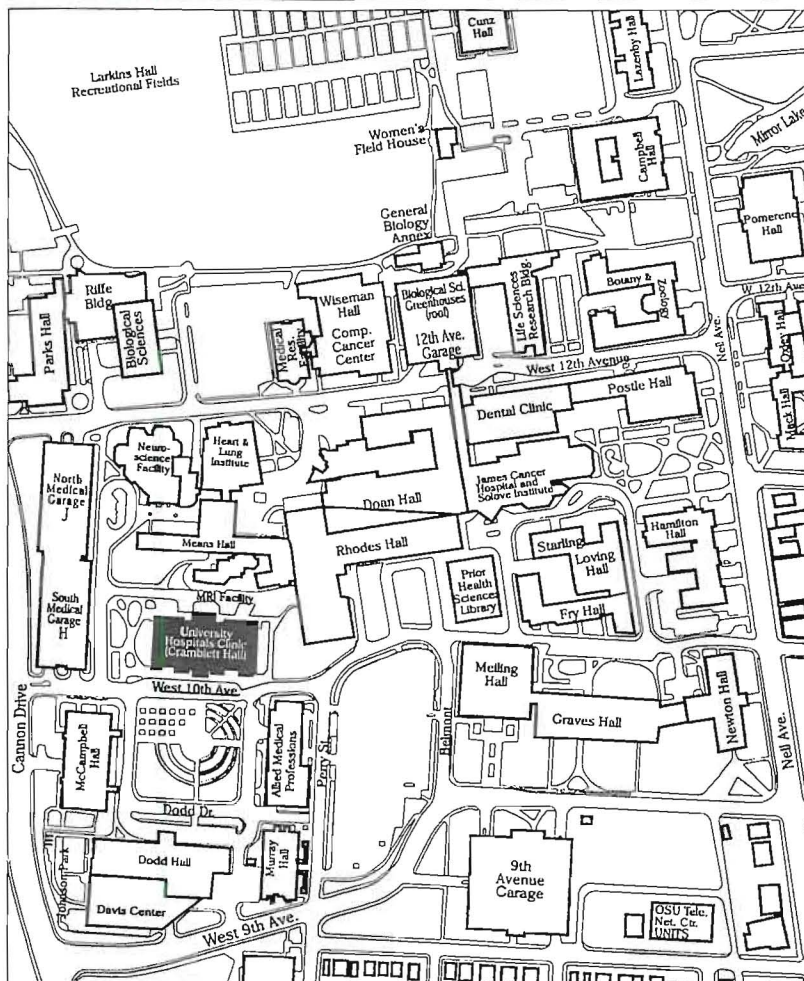 Cunz
Hall
Lazenby Hall
Larkins Hall
Recreational Fields
Women's
Field House
Campbell
Hall
Mirror Lake
General
Biology
Annex
Pomerene
Hall
Riffe
Bldg.
Biological
Sciences
Parks Hall
Wiseman
Hall
Comp.
Cancer
Center
Medical
Res.
Facility
Biological Sci.
Greenhouses
(roof)
12th Ave.
Garage
Life Sciences
Research Bldg.
Botany &
Zoology
W 12th Ave
Neil Ave.
Oxley Hall
Mack Hall
West 12th Avenue
Postle Hall
Dental Clinic
Neuro-
science
Facility
Heart &
Lung
Institute
North
Medical
Garage
J
James Cancer
Hospital and
Solove Institute
Doan Hall
Means Hall
Rhodes Hall
Starling
Loving
Hall
Hamilton
Hall
Prior
Health
Sciences
Library
Fry Hall
South
Medical
Garage
H
MRI Facility
University
Hospitals Clinic
(Cramblett Hall)
West 10th Ave.
Meiling
Hall
Graves Hall
Newton Hall
Neil Ave.
Cannon Drive
McCampbell
Hall
Allied Medical
Professions
Perry St.
Belmont
Dodd Dr.
Dodd Hall
Murray
Hall
Johnson Park
Davis Center
West 9th Ave.
9th
Avenue
Garage
OSU Tele.
Net. Ctr.
UNITS